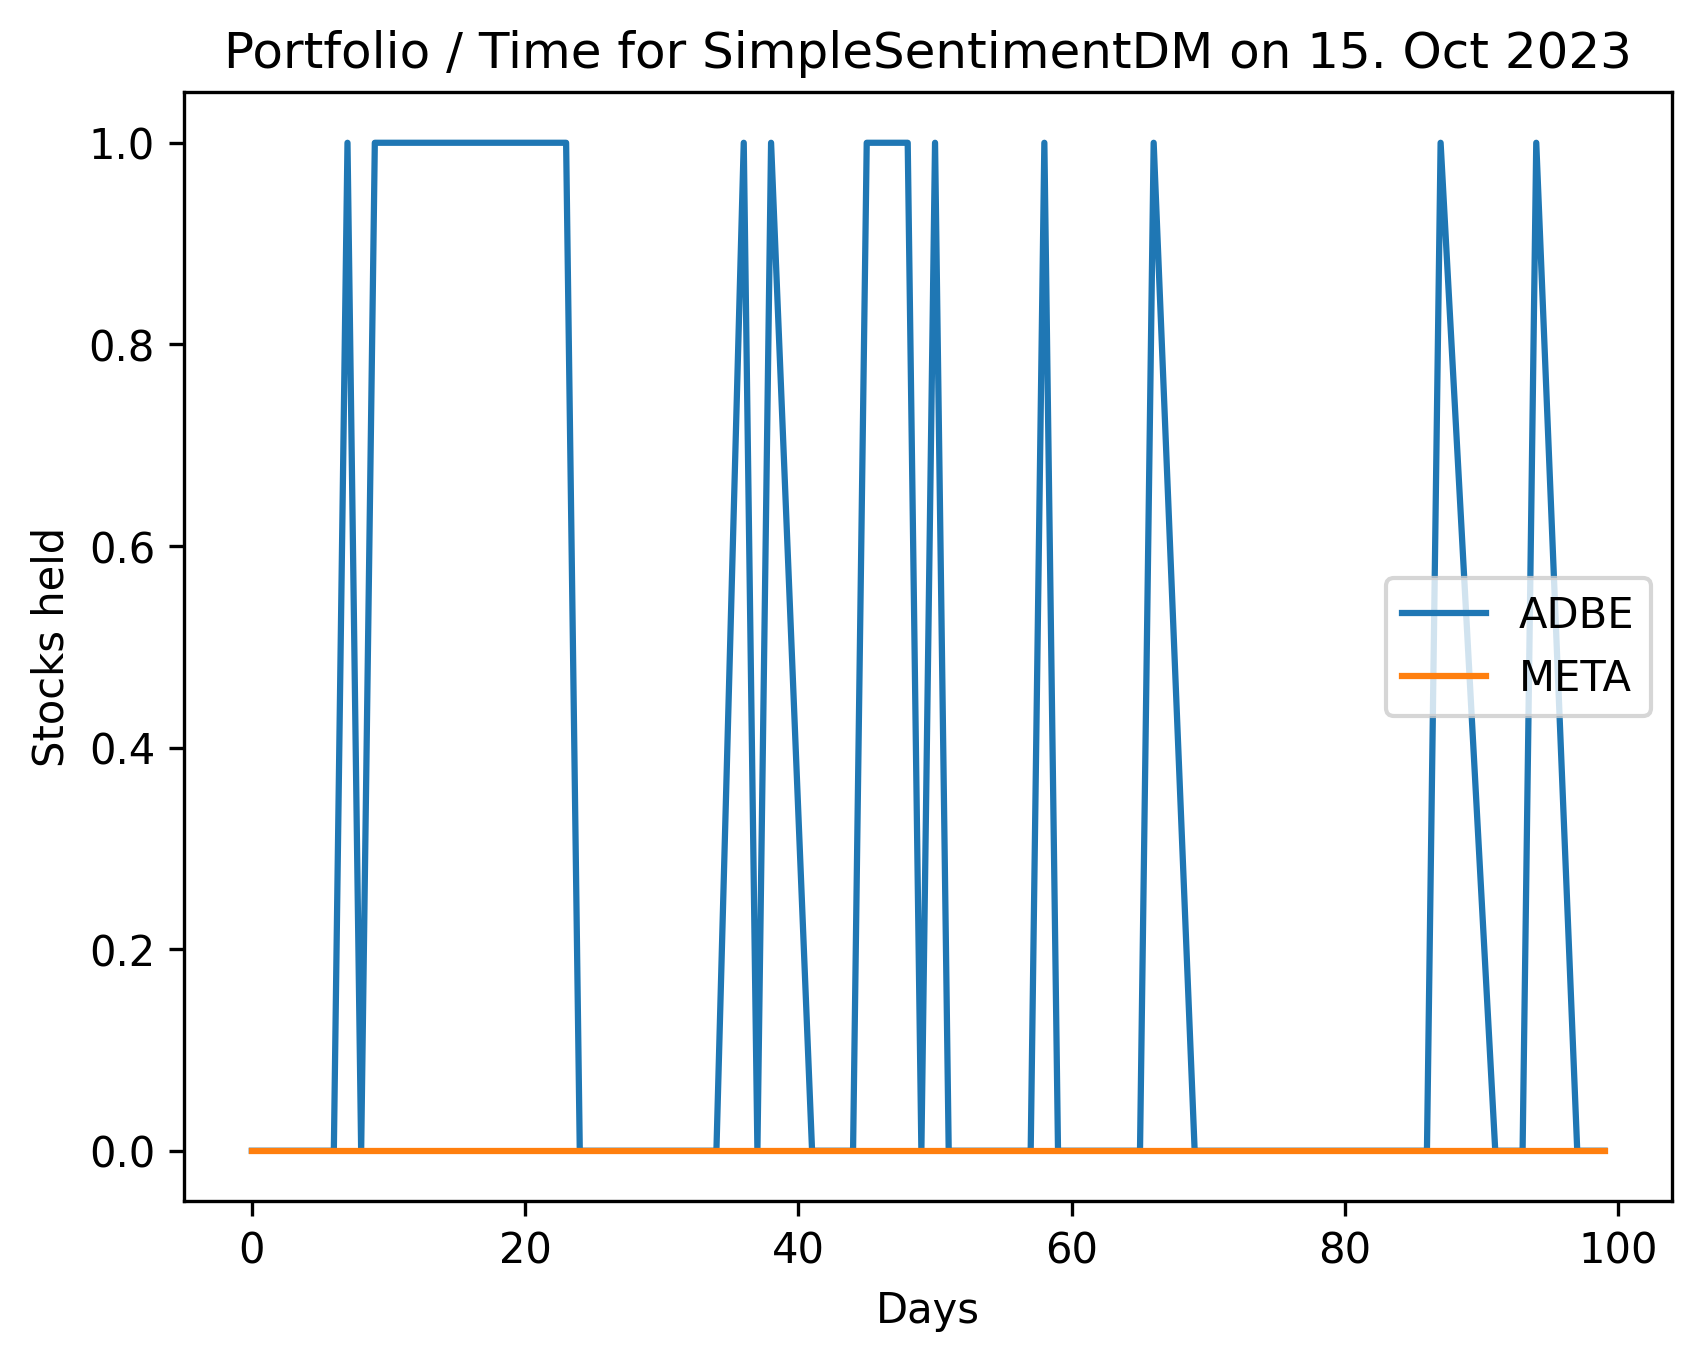 Portfolio / Time for SimpleSentimentDM on 15. Oct 2023
1.0
0.8
0.6
0.4
0.2
0.0
Stocks held
ADBE
META
0 20 40 60 80 100
Days